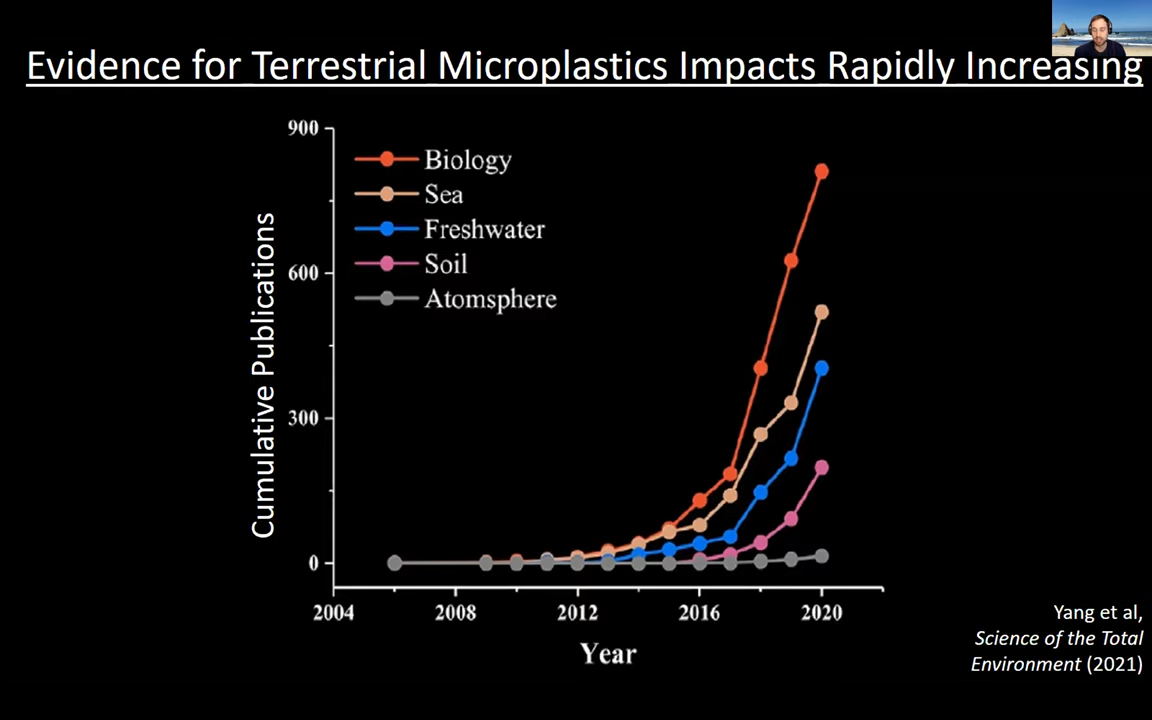 Evidence for Terrestrial Microplastics Impacts Rapidly Increasing
900
600
300
0
Cumulative Publications
Biology
Sea
Freshwater
Soil
Atomsphere
2004 2008 2012 2016 2020
Year
Yang et al,
Science of the Total
Environment (2021)